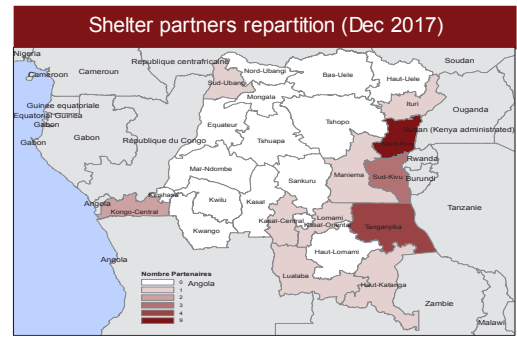 Shelter partners repartition (Dec 2017)
Nigeria
Cameroon
Cameroun
République centrafricaine
Soudan
Nord-Ubangi
Bas-Uele
Haut-Uele
Sud-Ubangi
Mongala
Ituri
Guinee equatoriale
Equatorial Guinea
Gabon
Gabon
Gabon
Ouganda
(Kenya administrated)
Equateur
Tshopo
République du Congo
Tshuapa
Rwanda
Mai-Ndombe
Sankuru
Maniema
Sud-Kivu
Burundi
Kinshasa
Kwilu
Kasai
Angola
Kongo-Central
Tanzanie
Kasai-Central
Lomami
Kasai-Oriental
Tanganyika
Kwango
Haut-Lomami
Angola
Nombre Partenaires
0
1
2
3
4
9
Angola
Lualaba
Haut-Katanga
Zambie
Malawi